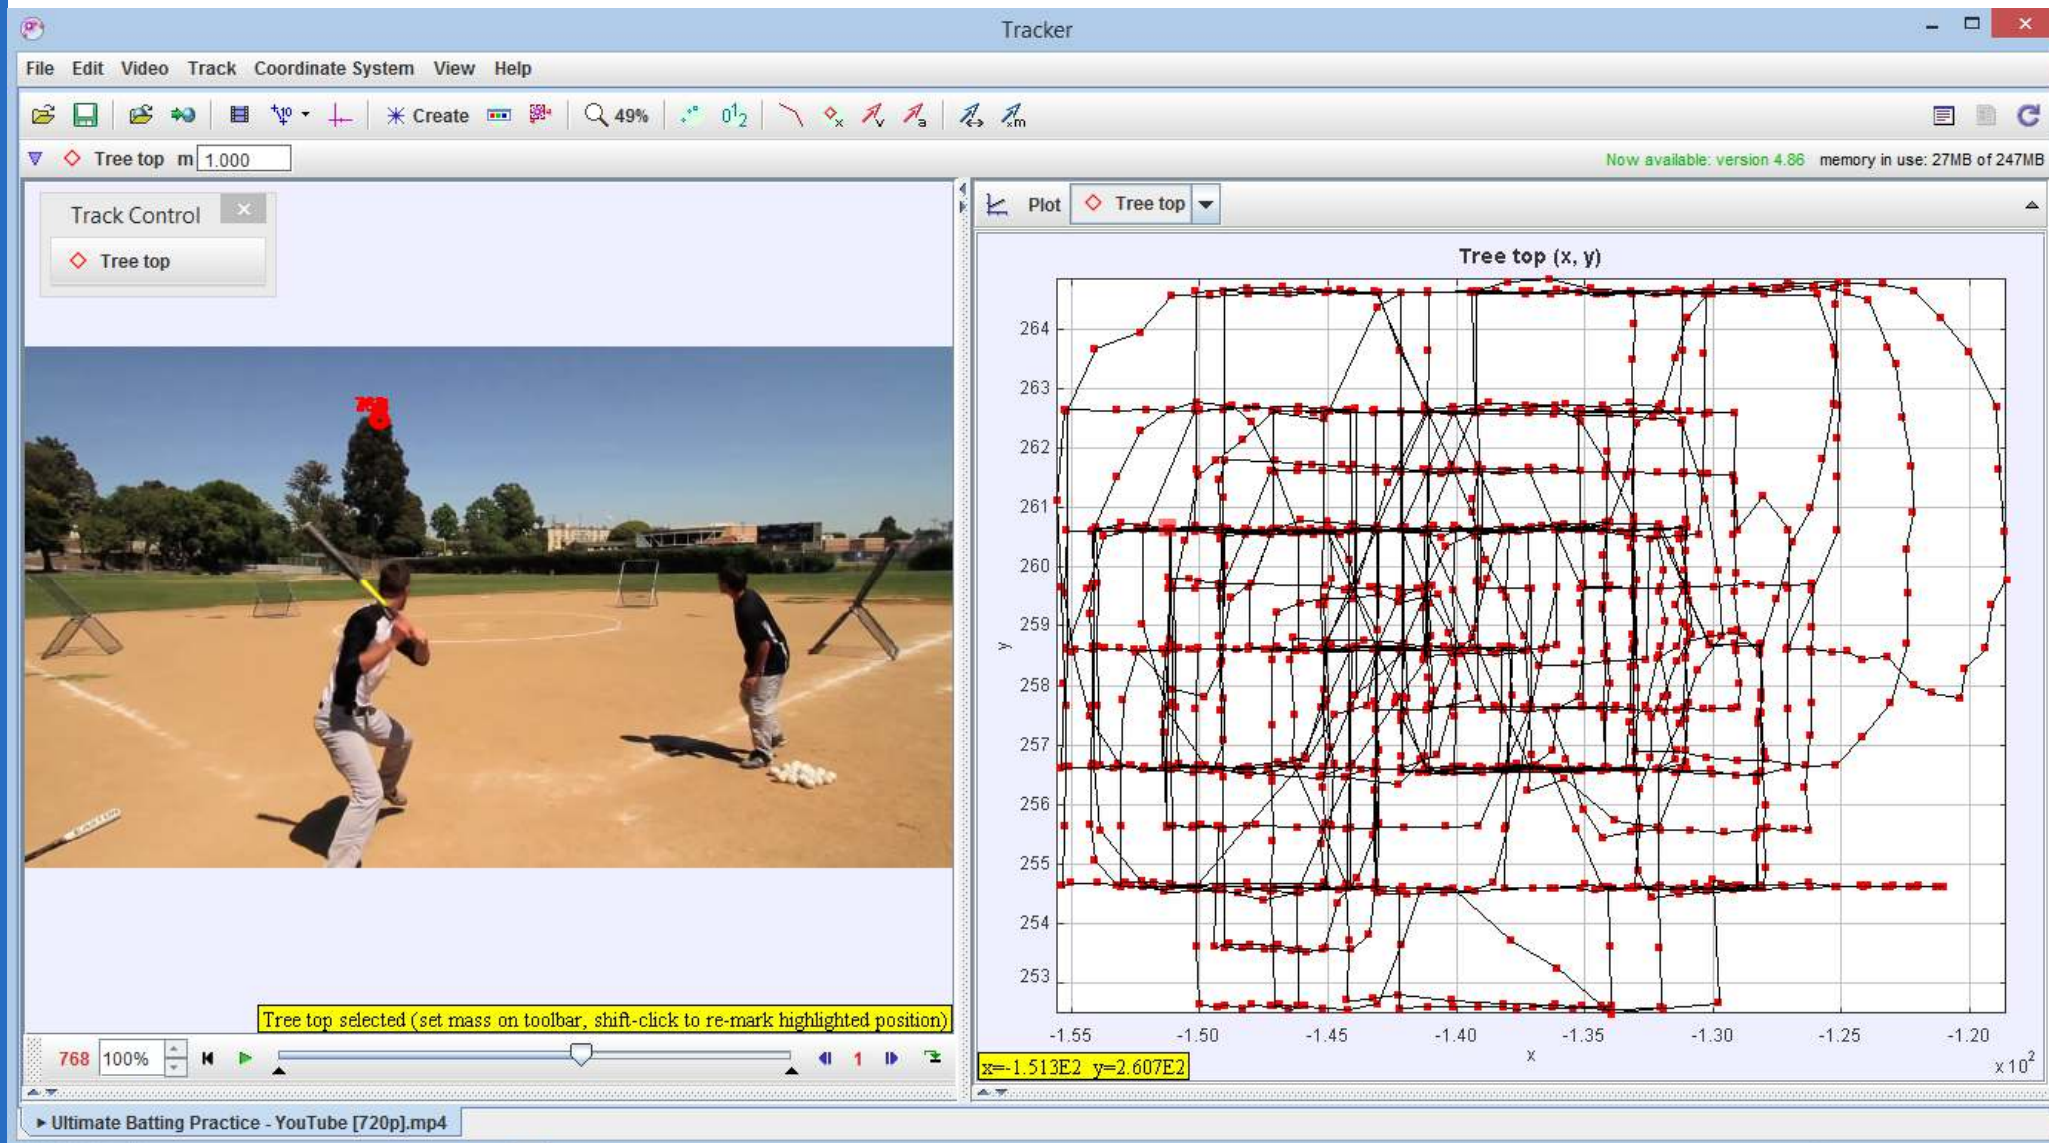 Tracker
File Edit Video Track Coordinate System View Help
Create 49%
Tree top m 1.000 Now available: version 4.86 memory in use: 27MB of 247MB
Track Control
Tree top
Plot Tree top
Tree top (x, y)
264
263
262
261
260
259
258
257
256
255
254
253
y
-1.55 -1.50 -1.45 -1.40 -1.35 -1.30 -1.25 -1.20
x
x 10²
x=-1.513E2 y=2.607E2
EASTON
Tree top selected (set mass on toolbar, shift-click to re-mark highlighted position)
768 100% 1
Ultimate Batting Practice - YouTube [720p].mp4